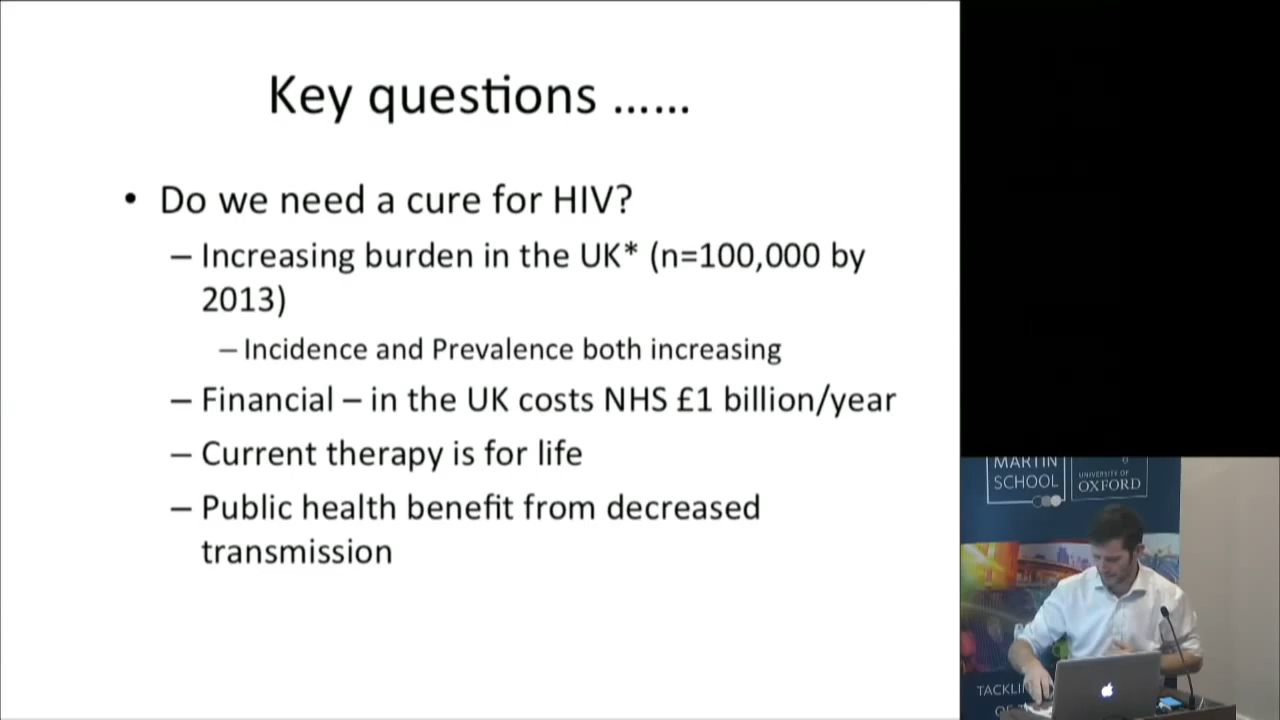 Key questions ......
• Do we need a cure for HIV?
– Increasing burden in the UK* (n=100,000 by
2013)
– Incidence and Prevalence both increasing
– Financial – in the UK costs NHS £1 billion/year
– Current therapy is for life
– Public health benefit from decreased
transmission
MARTIN
SCHOOL
UNIVERSITY OF
OXFORD